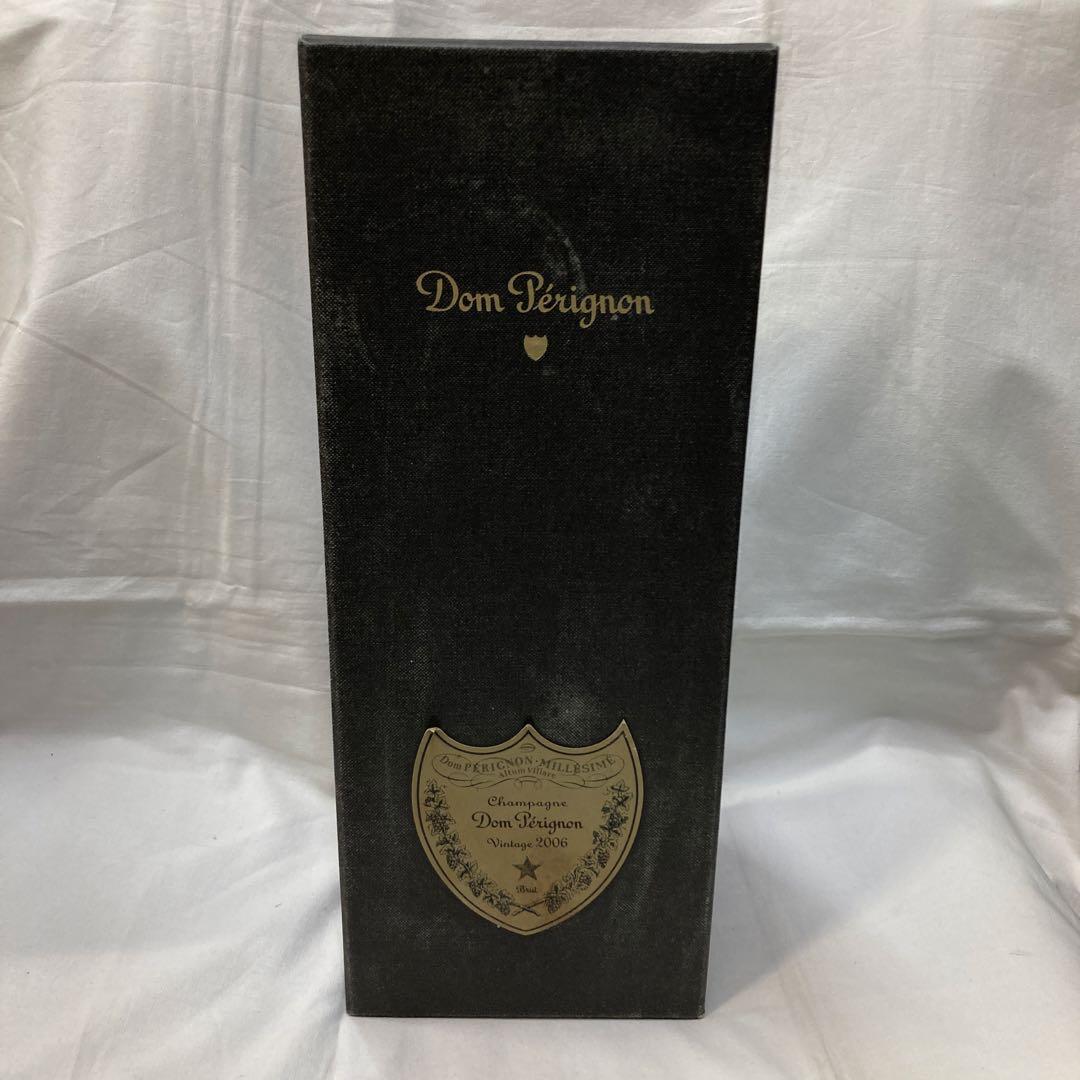 Dom Pérignon
Dom PÉRIGNON · MILLÉSIME
Altum Villare
Champagne
Dom Pérignon
Vintage 2006
Brut